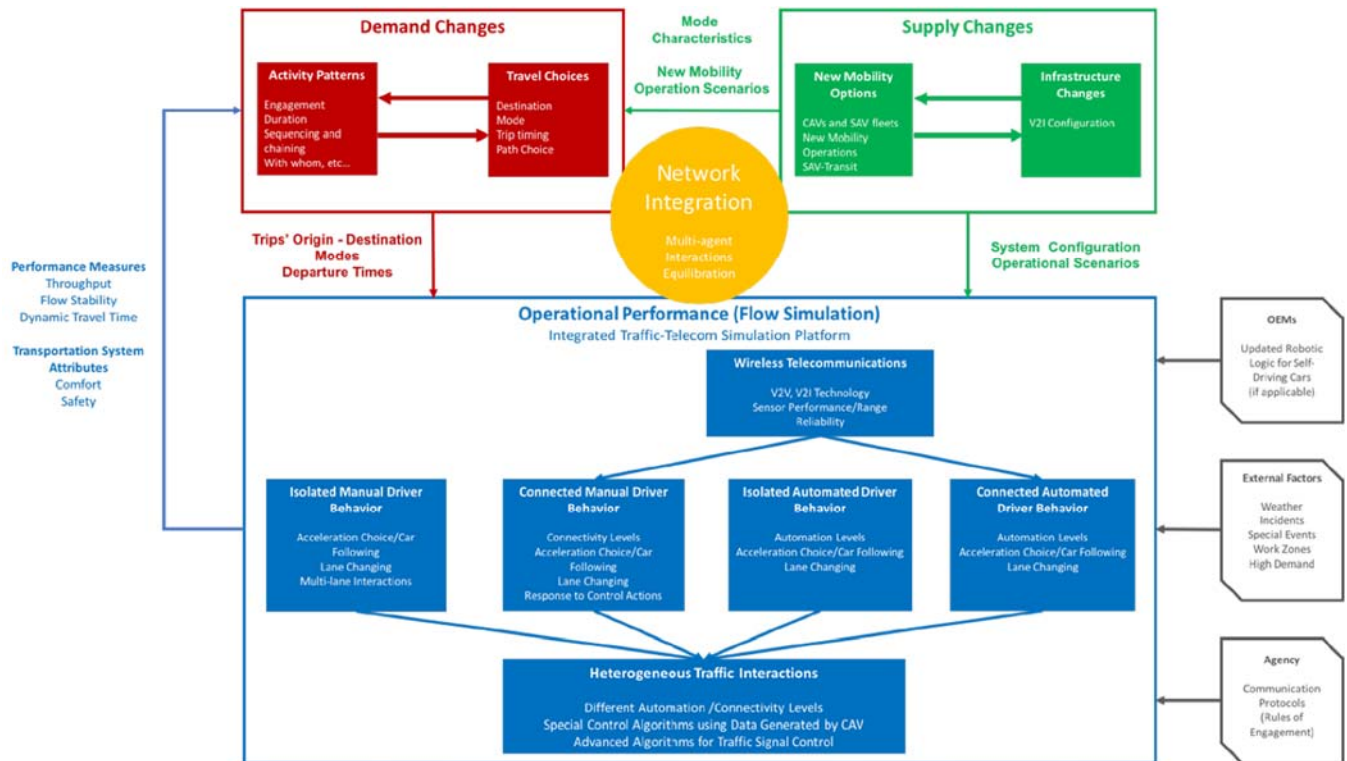 Demand Changes
Activity Patterns
Engagement
Duration
Sequencing and
chaining
With whom, etc...
Travel Choices
Destination
Mode
Trip timing
Path Choice
Mode
Characteristics
New Mobility
Operation Scenarios
Supply Changes
New Mobility
Options
CAVs and SAV fleets
New Mobility
Operations
SAV-Transit
Infrastructure
Changes
V2I Configuration
Network
Integration
Multi-agent
Interactions
Equilibration
Trips' Origin - Destination
Modes
Departure Times
System Configuration
Operational Scenarios
Performance Measures
Throughput
Flow Stability
Dynamic Travel Time
Transportation System
Attributes
Comfort
Safety
Operational Performance (Flow Simulation)
Integrated Traffic-Telecom Simulation Platform
Wireless Telecommunications
V2V, V2I Technology
Sensor Performance/Range
Reliability
Isolated Manual Driver
Behavior
Acceleration Choice/Car
Following
Lane Changing
Multi-lane Interactions
Connected Manual Driver
Behavior
Connectivity Levels
Acceleration Choice/Car
Following
Lane Changing
Response to Control Actions
Isolated Automated Driver
Behavior
Automation Levels
Acceleration Choice/Car Following
Lane Changing
Connected Automated
Driver Behavior
Automation Levels
Acceleration Choice/Car Following
Lane Changing
Heterogeneous Traffic Interactions
Different Automation /Connectivity Levels
Special Control Algorithms using Data Generated by CAV
Advanced Algorithms for Traffic Signal Control
OEMs
Updated Robotic
Logic for Self-
Driving Cars
(if applicable)
External Factors
Weather
Incidents
Special Events
Work Zones
High Demand
Agency
Communication
Protocols
(Rules of
Engagement)